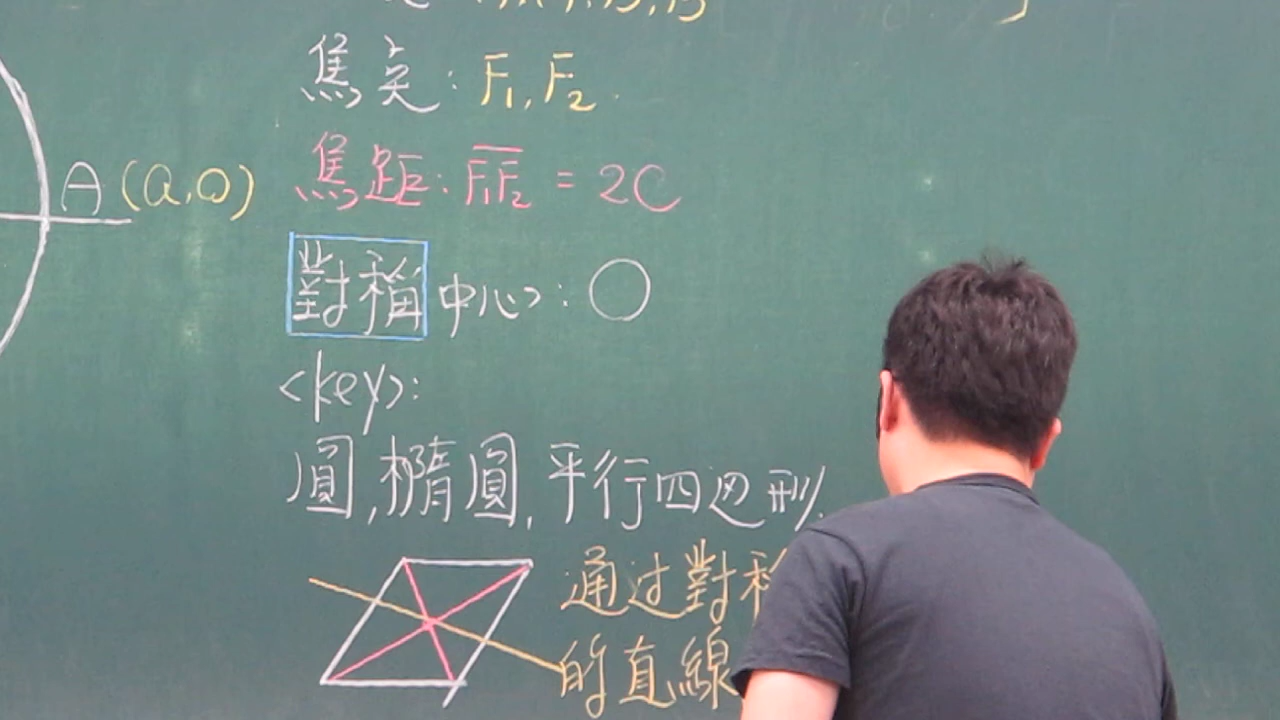 A(a,0)
焦点: F₁, F₂
焦距: F₁F₂ = 2C
對稱中心: O
<key>:
圓,橢圓,平行四边形.
通过對稱
的直線